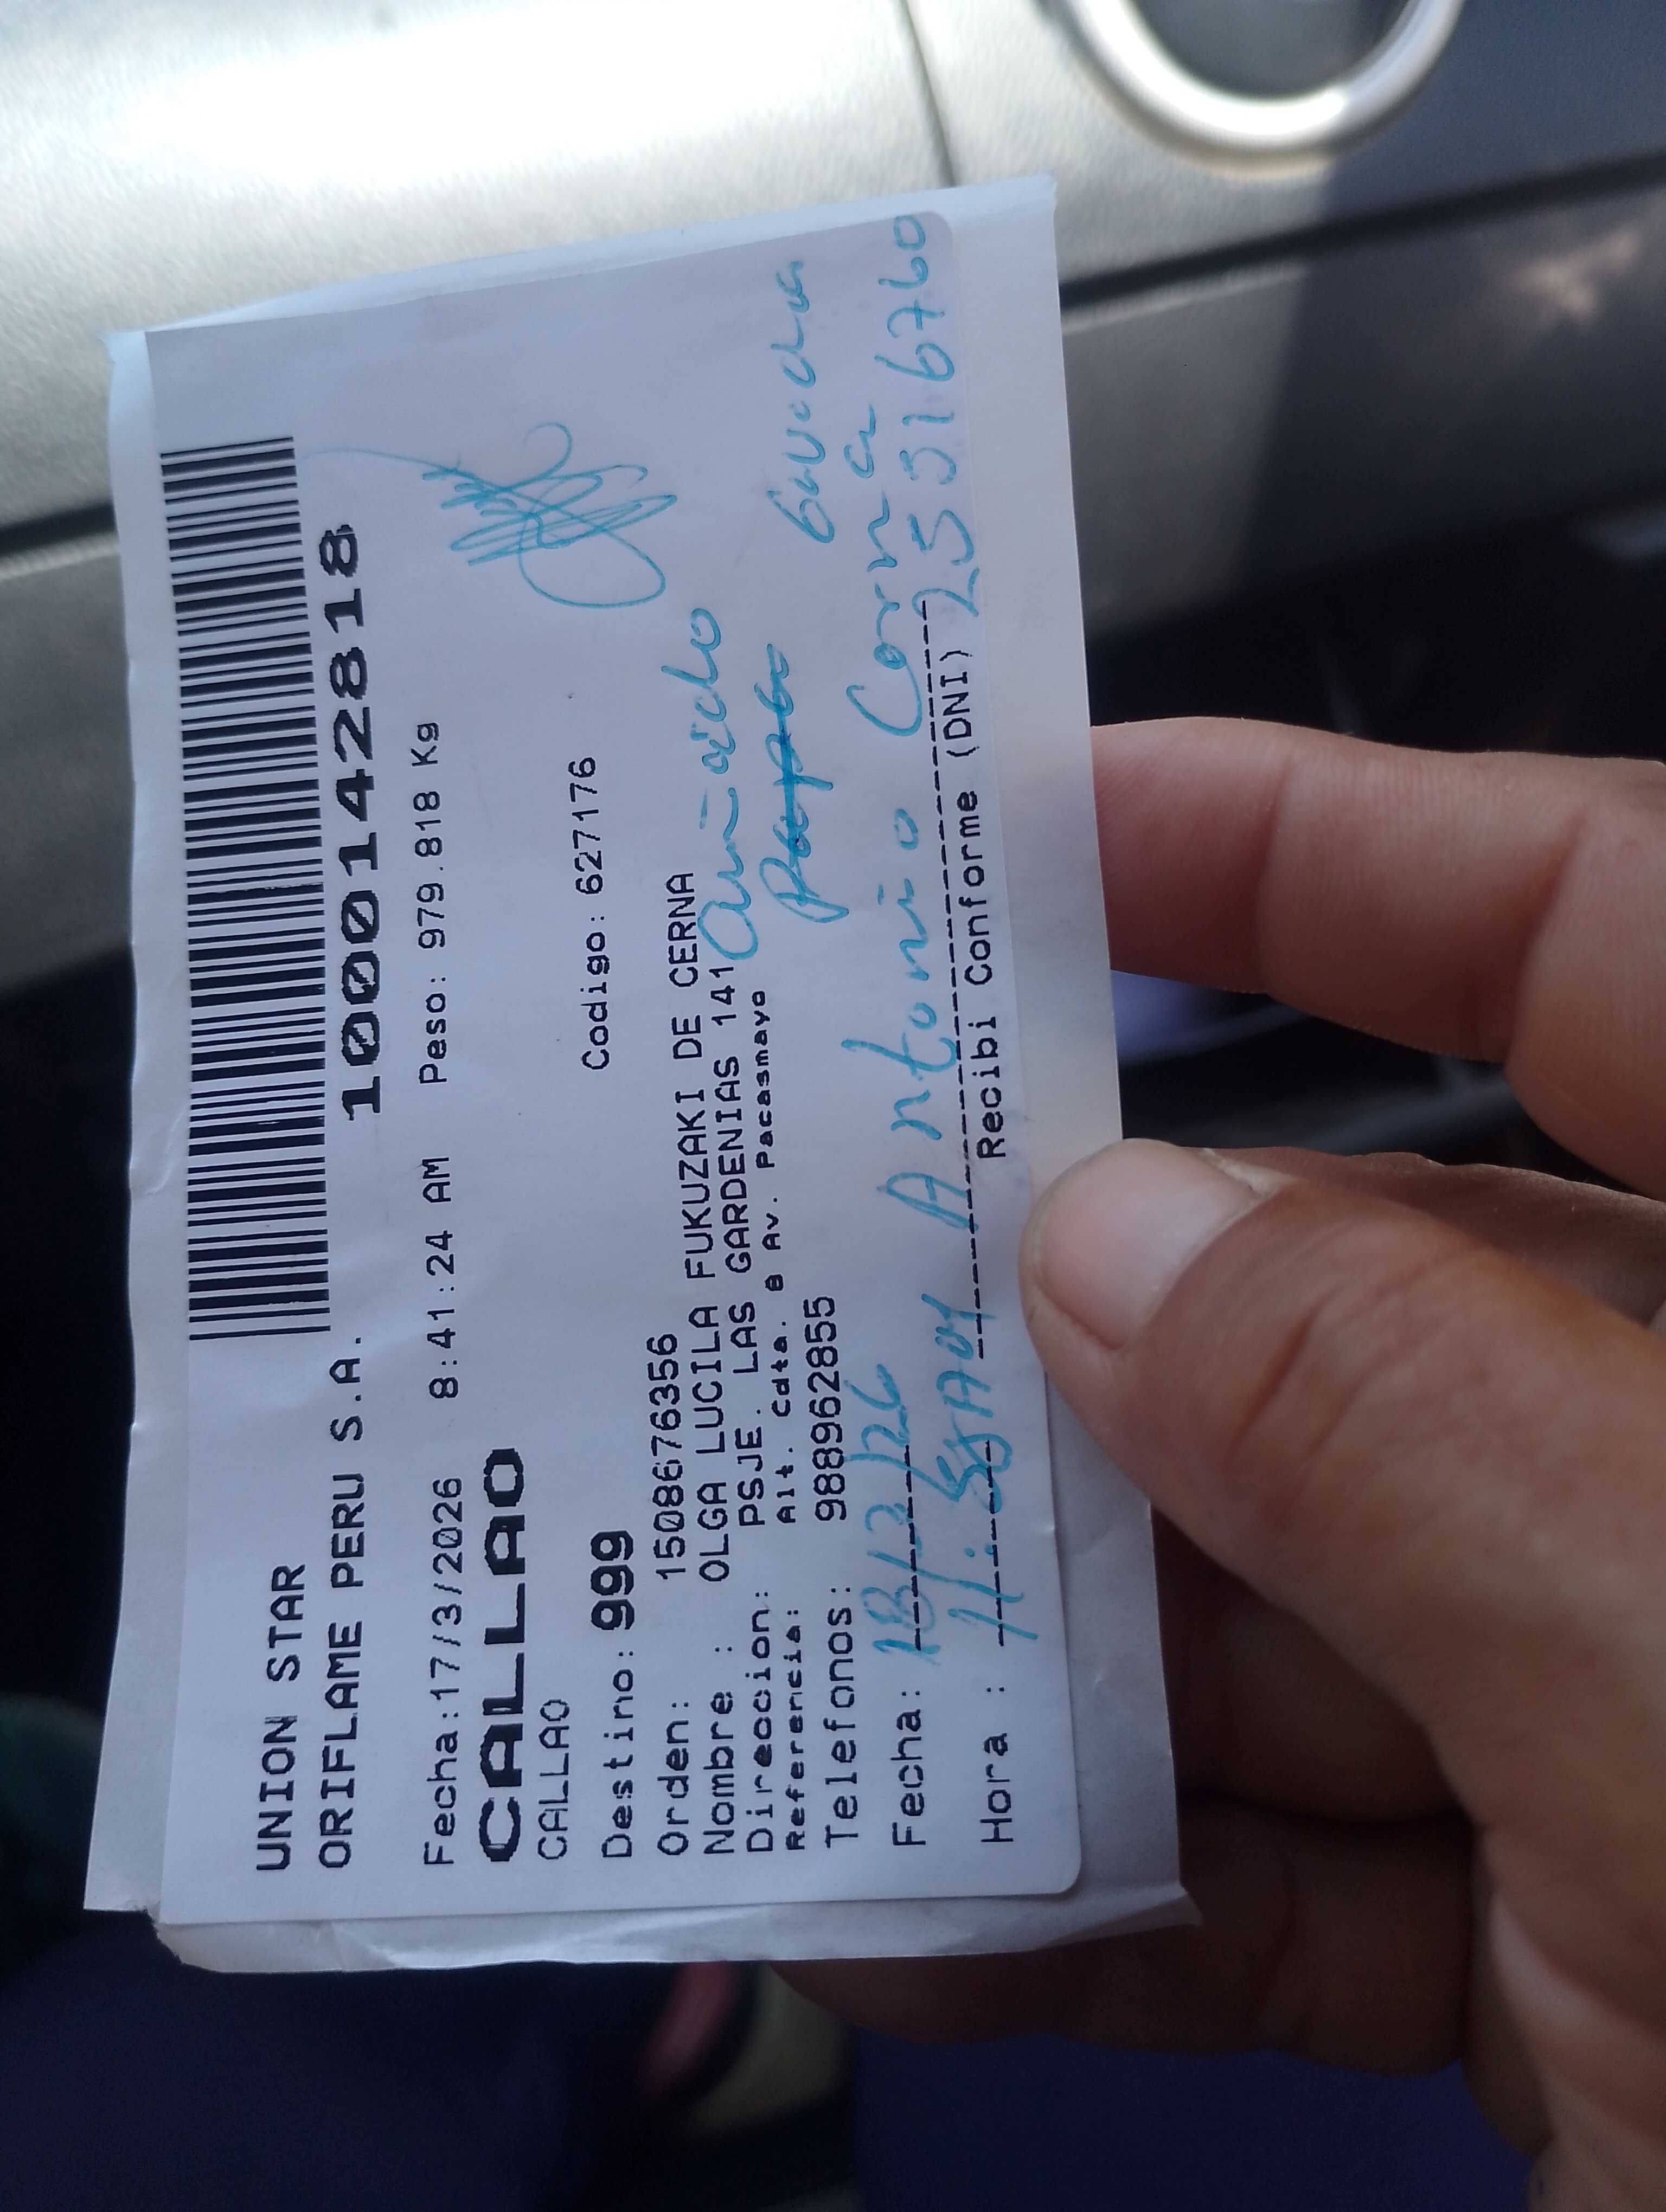 UNION STAR
ORIFLAME PERU S.A.
1000142818
Fecha:17/3/2026 8:41:24 AM Peso: 979.818 Kg
CALLAO
CALLAO
Destino: 999 Codigo: 627176
Orden: 1508676356
Nombre : OLGA LUCILA FUKUZAKI DE CERNA
Direccion: PSJE. LAS GARDENIAS 141
Referencia: Alt. Cdta. 8 Av. Pacasmayo
Telefonos: 988962855
Fecha: 18/3/26 Antonio
Hora : 11: AM 25516760
Recibi Conforme (DNI)